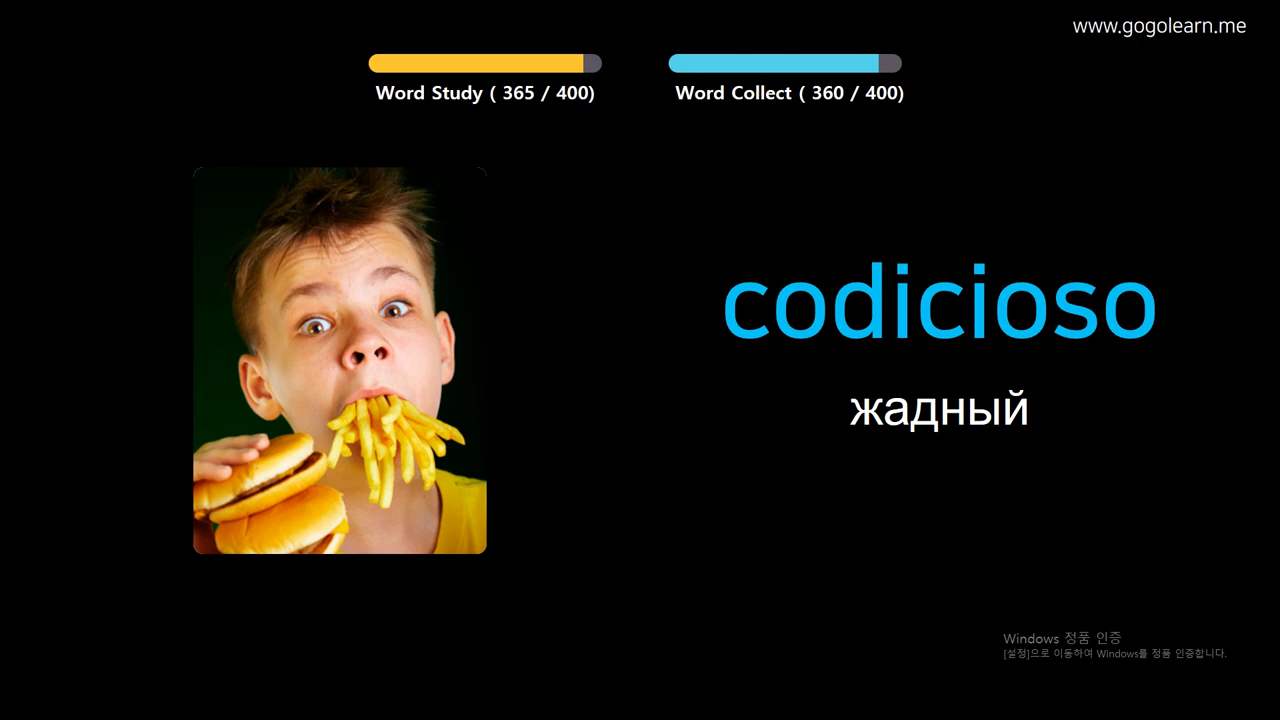 www.gogolearn.me
Word Study ( 365 / 400)
Word Collect ( 360 / 400)
codicioso
жадный
Windows 정품 인증
[설정]으로 이동하여 Windows를 정품 인증합니다.